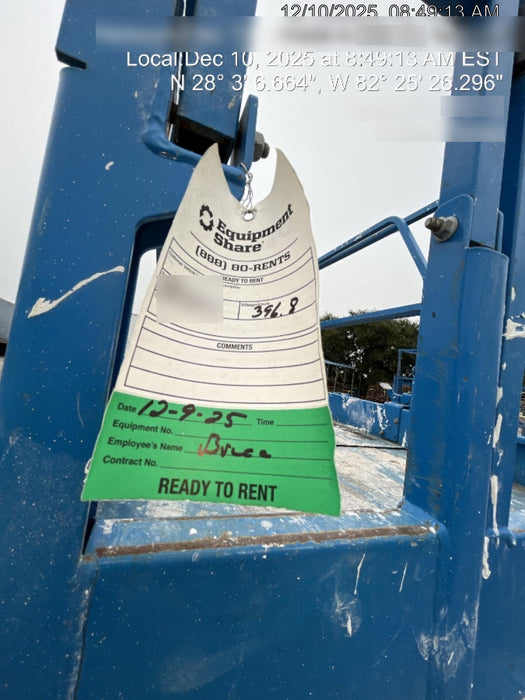 12/10/2025 08:49:13 AM
Local:Dec 10, 2025 at 8:49:13 AM EST
N 28° 3' 6.664", W 82° 25' 26.296"
Equipment
Share
(888) 80-RENTS
READY TO RENT
396.8
COMMENTS
Date 12-9-25 Time
Equipment No.
Employee's Name Bruce
Contract No.
READY TO RENT